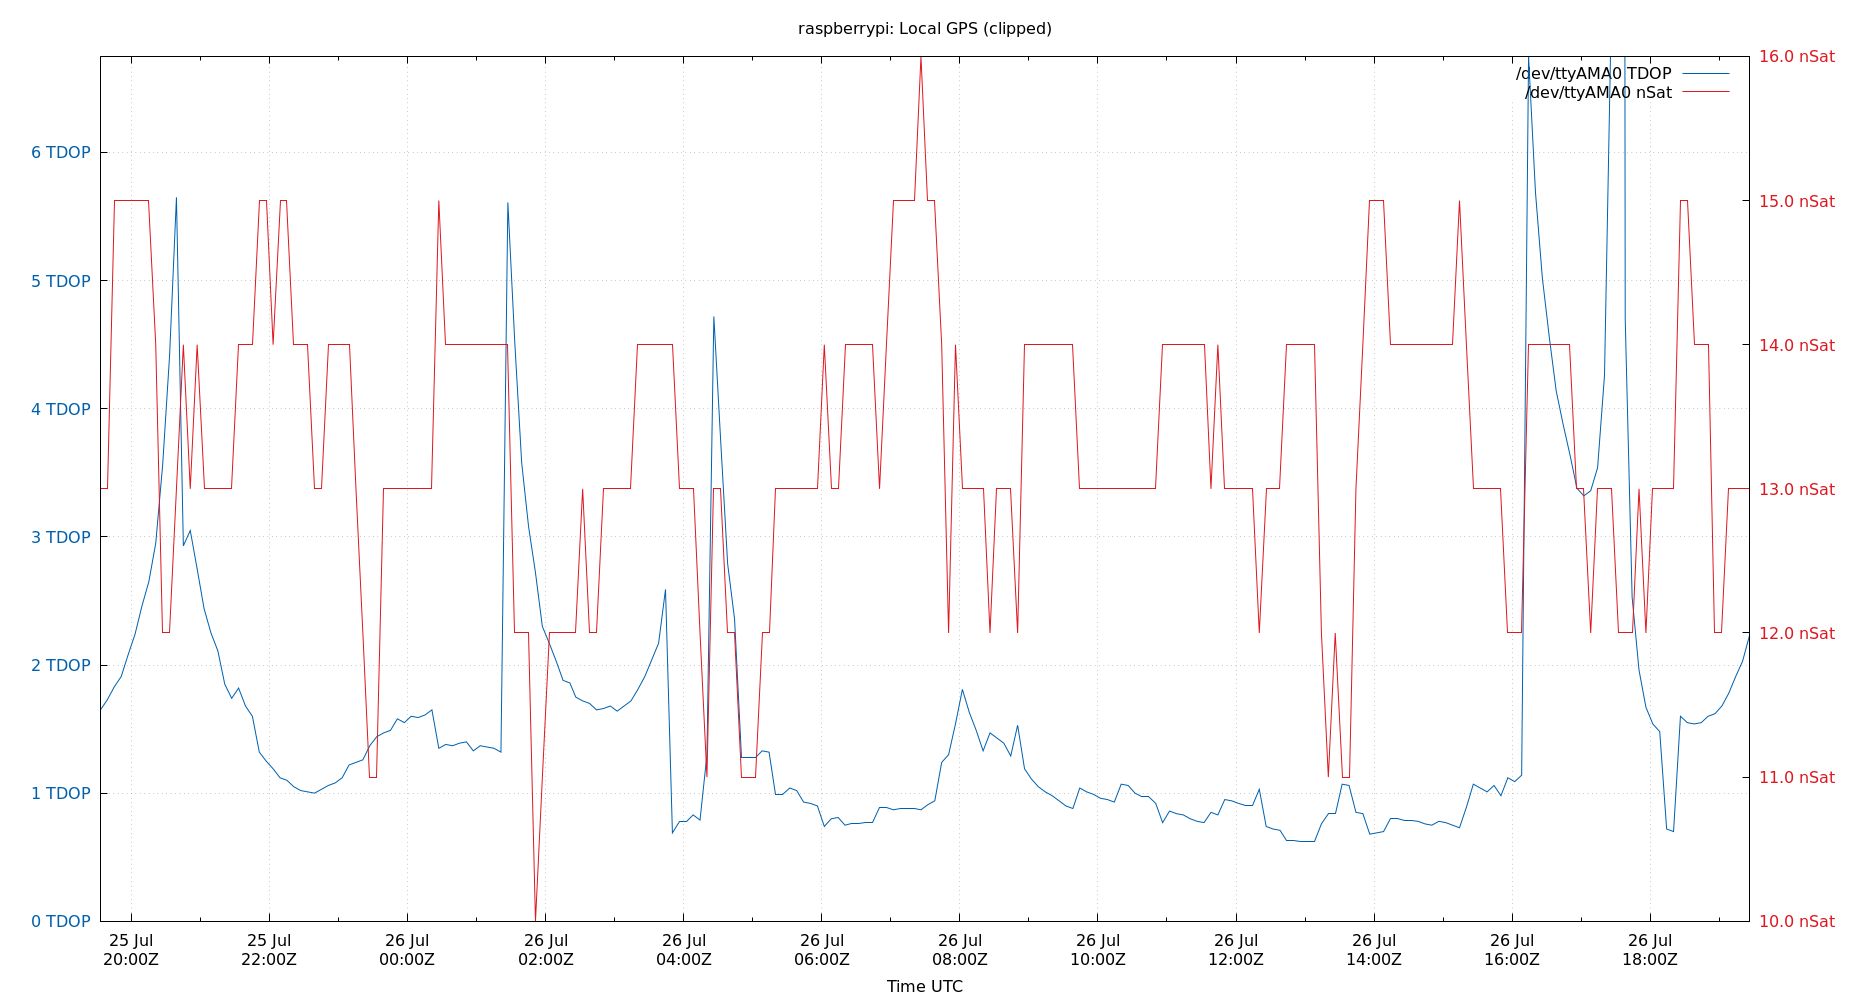 raspberrypi: Local GPS (clipped)
/dev/ttyAMA0 TDOP
/dev/ttyAMA0 nSat
6 TDOP
5 TDOP
4 TDOP
3 TDOP
2 TDOP
1 TDOP
0 TDOP
16.0 nSat
15.0 nSat
14.0 nSat
13.0 nSat
12.0 nSat
11.0 nSat
10.0 nSat
25 Jul 25 Jul 26 Jul 26 Jul 26 Jul 26 Jul 26 Jul 26 Jul 26 Jul 26 Jul 26 Jul 26 Jul
20:00Z 22:00Z 00:00Z 02:00Z 04:00Z 06:00Z 08:00Z 10:00Z 12:00Z 14:00Z 16:00Z 18:00Z
Time UTC